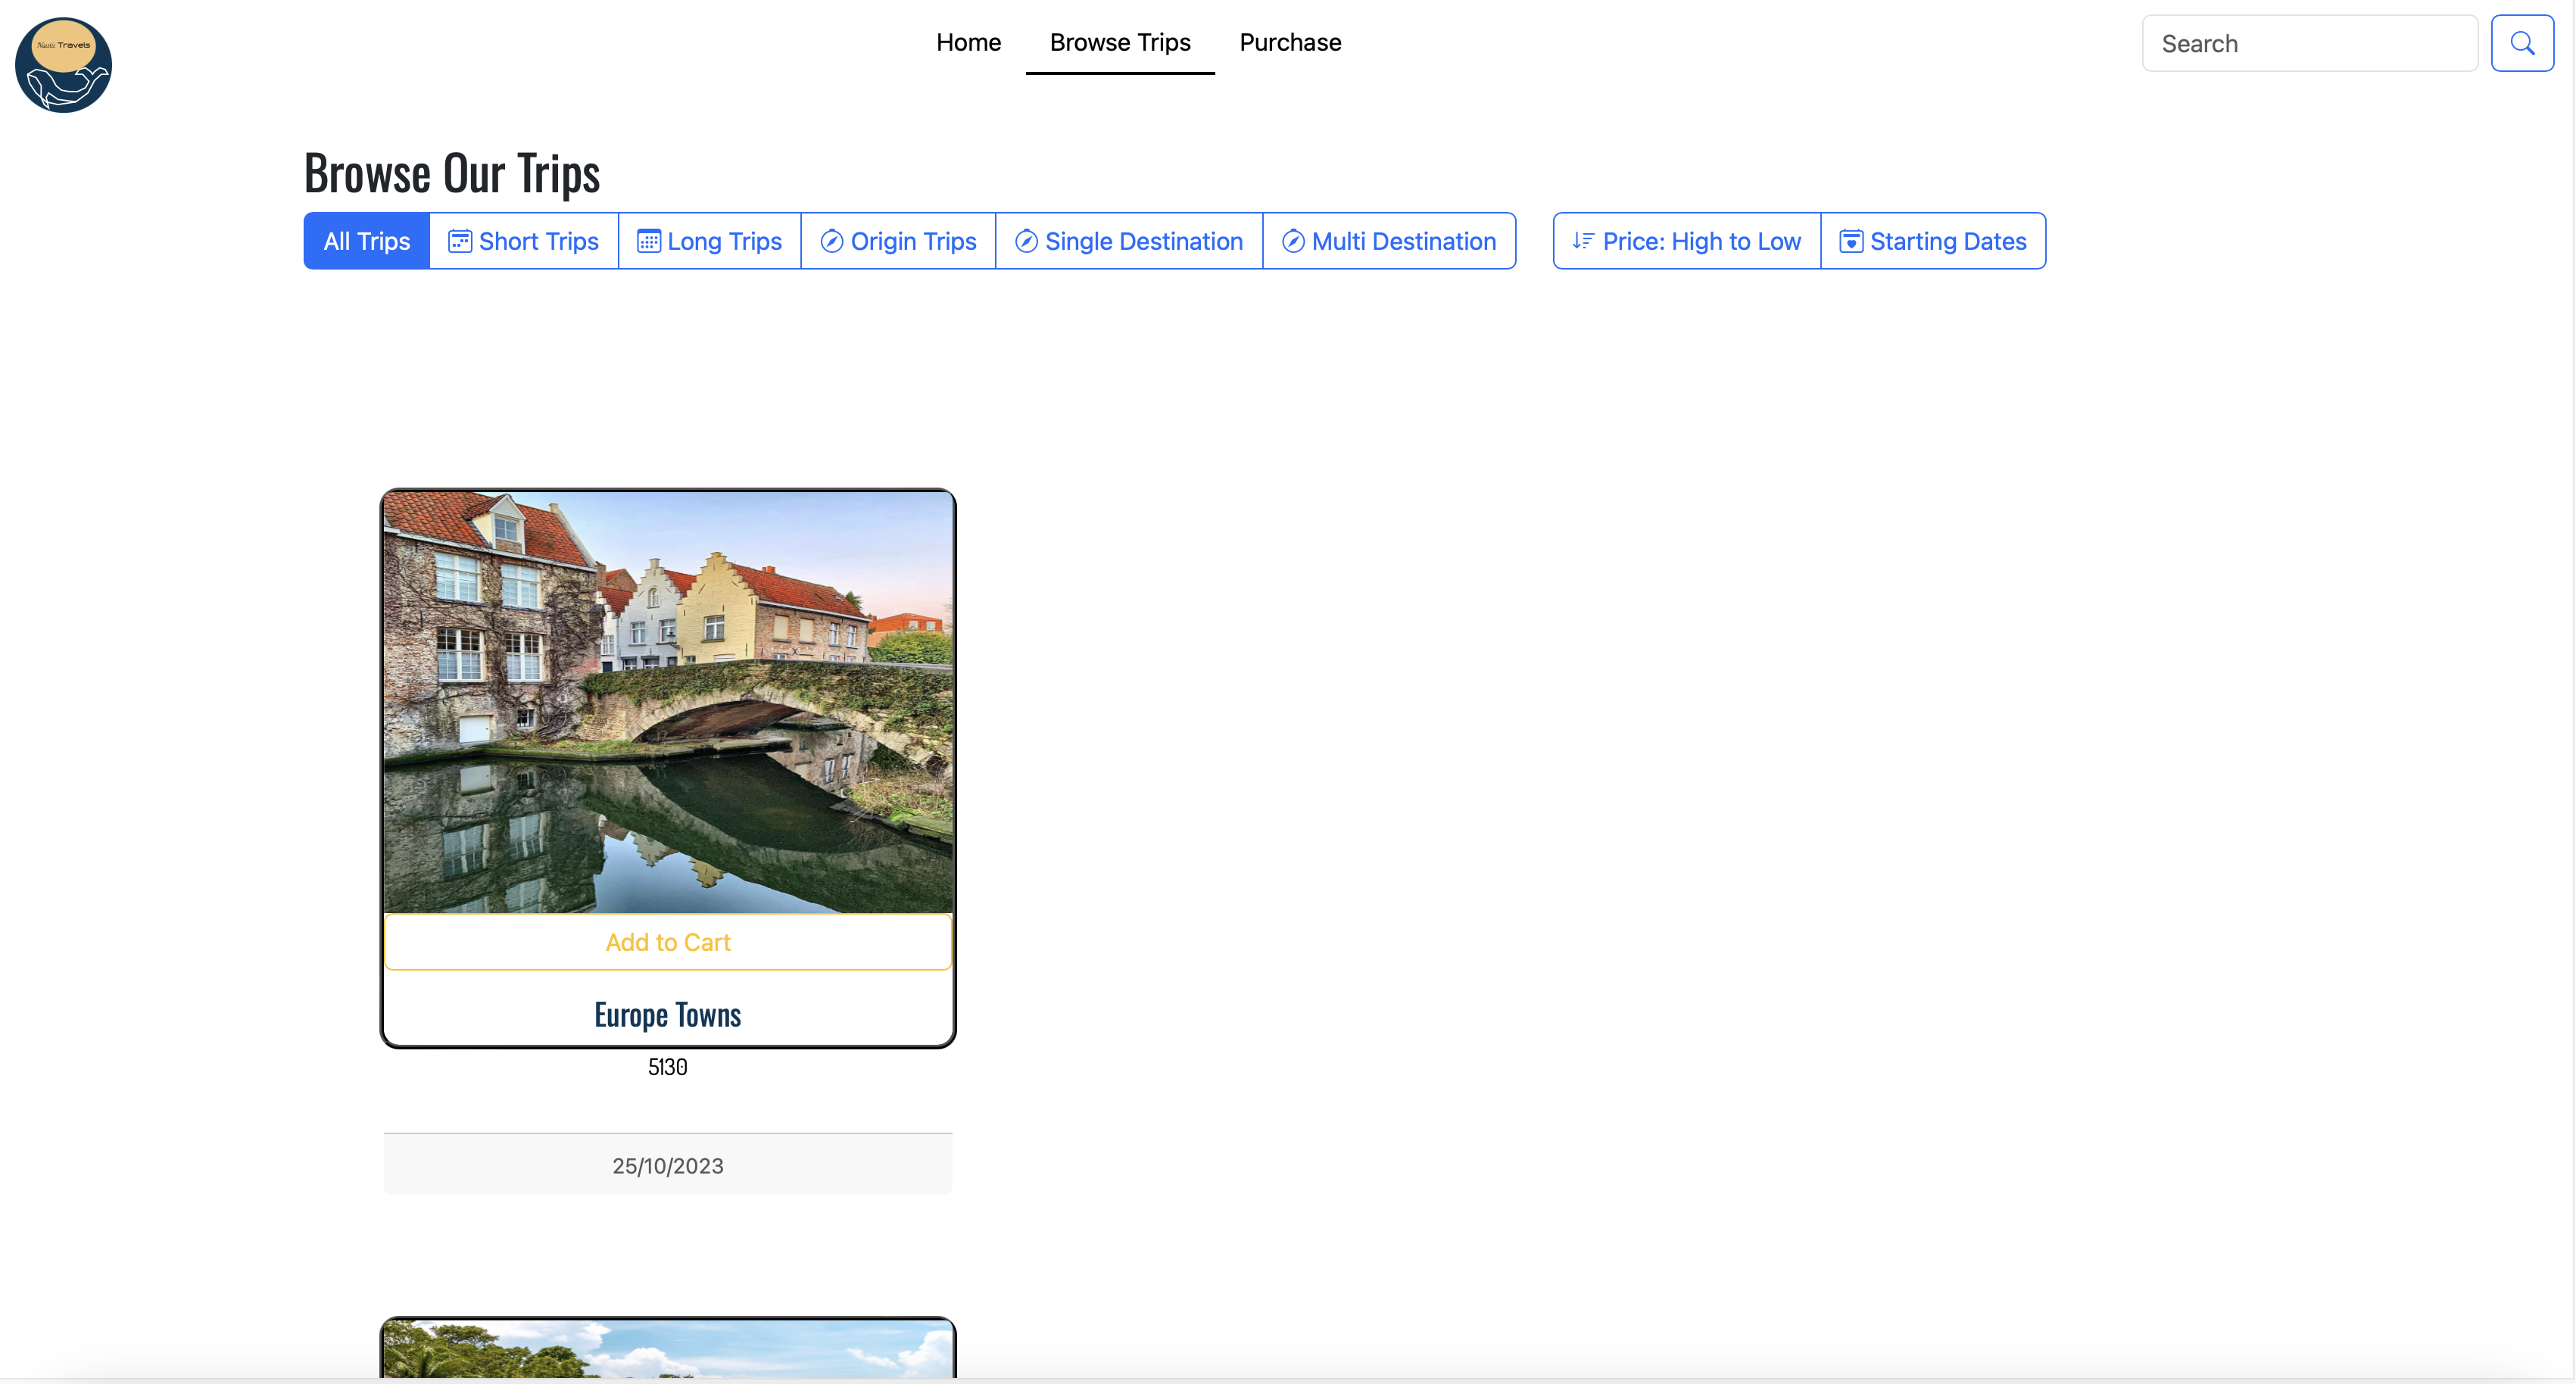 Nautic Travels
Home
Browse Trips
Purchase
Search
Browse Our Trips
All Trips
Short Trips
Long Trips
Origin Trips
Single Destination
Multi Destination
Price: High to Low
Starting Dates
Add to Cart
Europe Towns
5130
25/10/2023